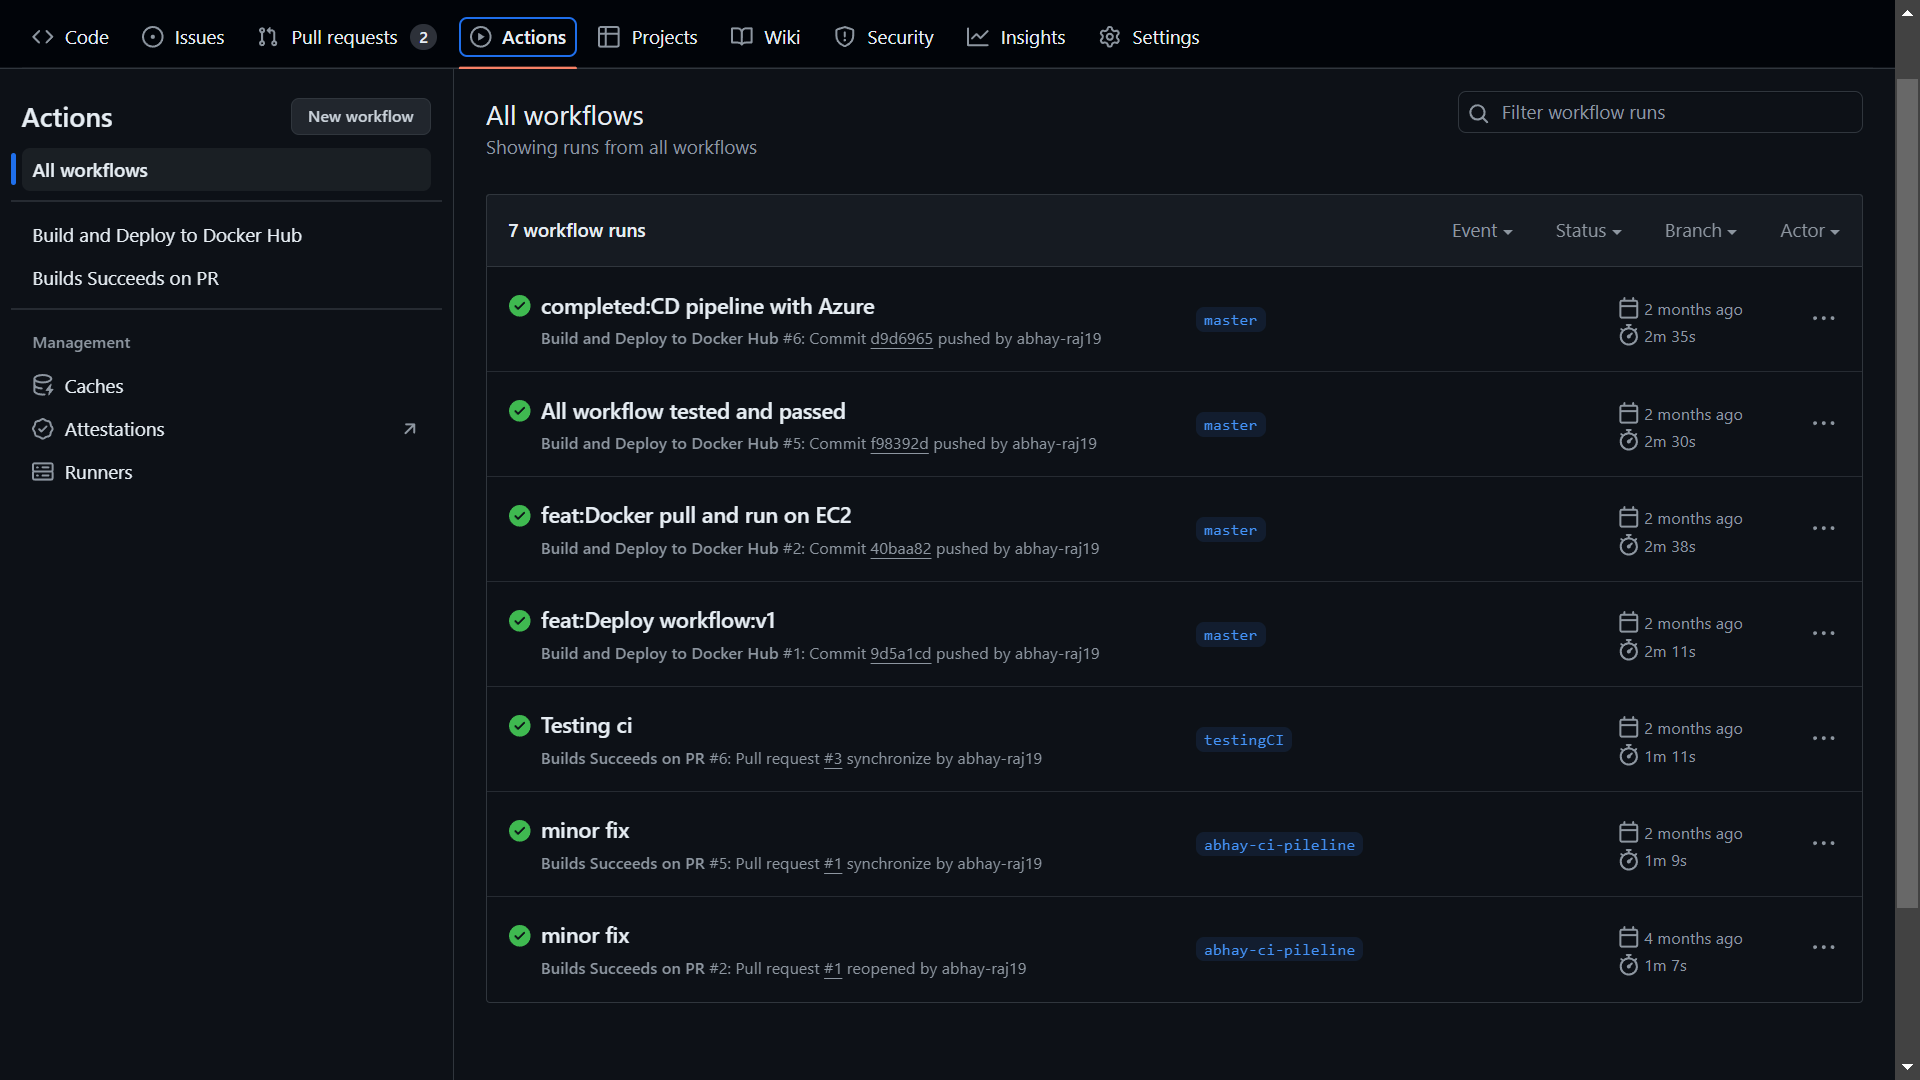 Code Issues Pull requests 2 Actions Projects Wiki Security Insights Settings
Actions
New workflow
All workflows
Build and Deploy to Docker Hub
Builds Succeeds on PR
Management
Caches
Attestations
Runners
All workflows
Showing runs from all workflows
Filter workflow runs
7 workflow runs
Event Status Branch Actor
completed:CD pipeline with Azure
Build and Deploy to Docker Hub #6: Commit d9d6965 pushed by abhay-raj19
master
2 months ago
2m 35s
All workflow tested and passed
Build and Deploy to Docker Hub #5: Commit f98392d pushed by abhay-raj19
master
2 months ago
2m 30s
feat:Docker pull and run on EC2
Build and Deploy to Docker Hub #2: Commit 40baa82 pushed by abhay-raj19
master
2 months ago
2m 38s
feat:Deploy workflow:v1
Build and Deploy to Docker Hub #1: Commit 9d5a1cd pushed by abhay-raj19
master
2 months ago
2m 11s
Testing ci
Builds Succeeds on PR #6: Pull request #3 synchronize by abhay-raj19
testingCI
2 months ago
1m 11s
minor fix
Builds Succeeds on PR #5: Pull request #1 synchronize by abhay-raj19
abhay-ci-pileline
2 months ago
1m 9s
minor fix
Builds Succeeds on PR #2: Pull request #1 reopened by abhay-raj19
abhay-ci-pileline
4 months ago
1m 7s